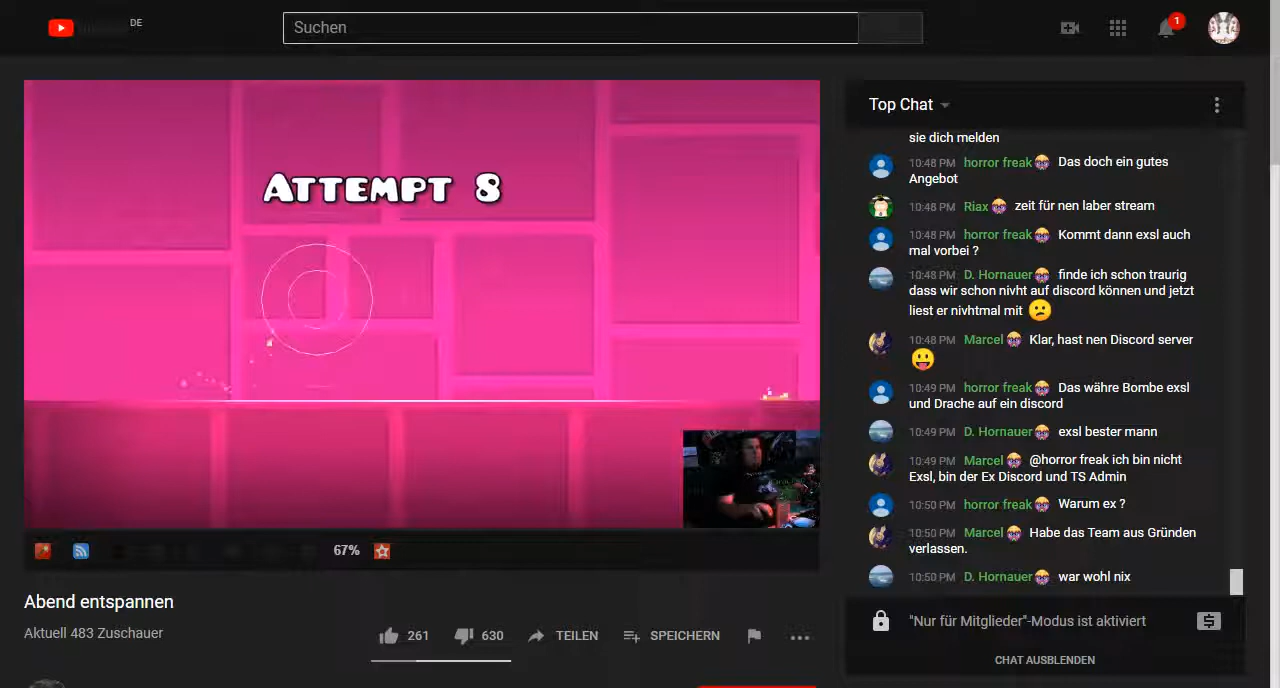 DE
Suchen
1
ATTEMPT 8
67%
Abend entspannen
Aktuell 483 Zuschauer
261
630
TEILEN
SPEICHERN
Top Chat
sie dich melden
10:48 PM horror freak Das doch ein gutes
Angebot
10:48 PM Riax zeit für nen laber stream
10:48 PM horror freak Kommt dann exsl auch
mal vorbei ?
10:48 PM D. Hornauer finde ich schon traurig
dass wir schon nivht auf discord können und jetzt
liest er nivhtmal mit
10:48 PM Marcel Klar, hast nen Discord server
10:49 PM horror freak Das währe Bombe exsl
und Drache auf ein discord
10:49 PM D. Hornauer exsl bester mann
10:49 PM Marcel @horror freak ich bin nicht
Exsl, bin der Ex Discord und TS Admin
10:50 PM horror freak Warum ex ?
10:50 PM Marcel Habe das Team aus Gründen
verlassen.
10:50 PM D. Hornauer war wohl nix
"Nur für Mitglieder"-Modus ist aktiviert
CHAT AUSBLENDEN